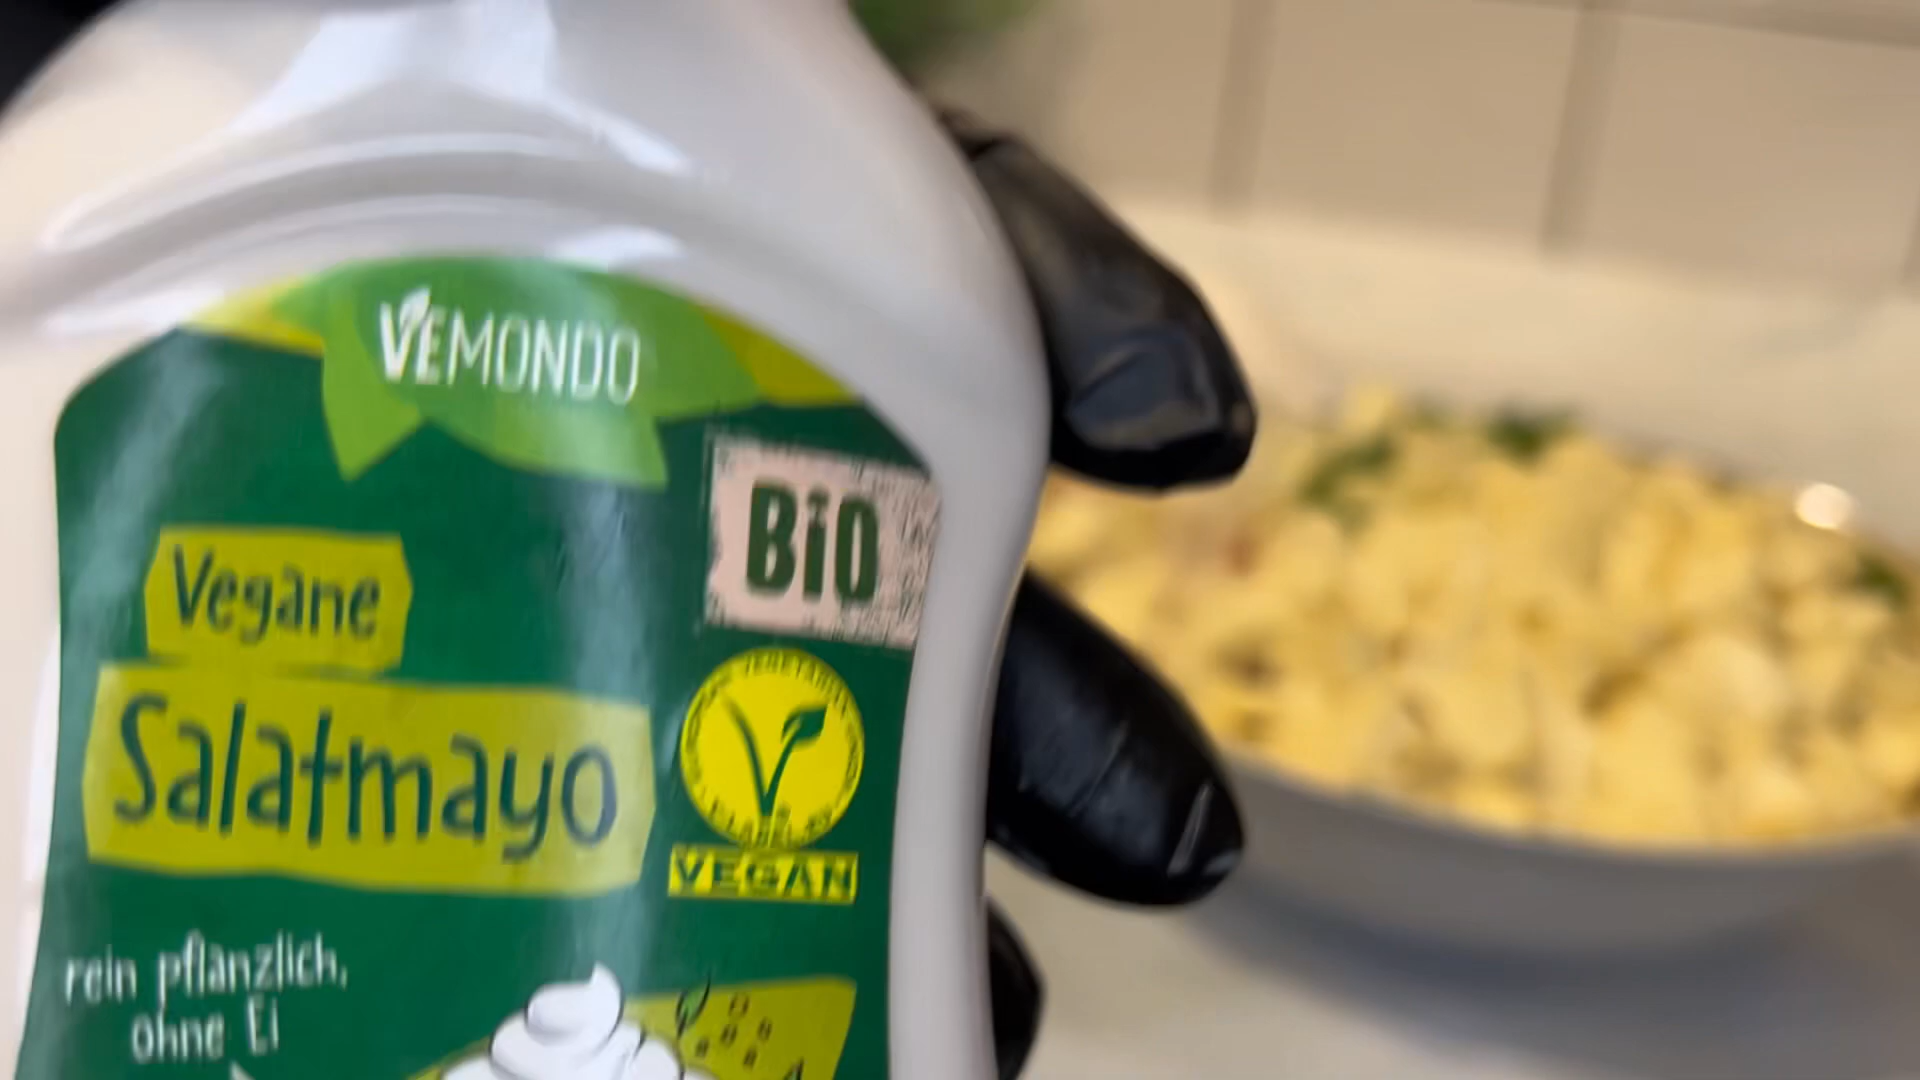 VEMONDO
BiO
Vegane
Salatmayo
VEGAN
rein pflanzlich,
ohne Ei